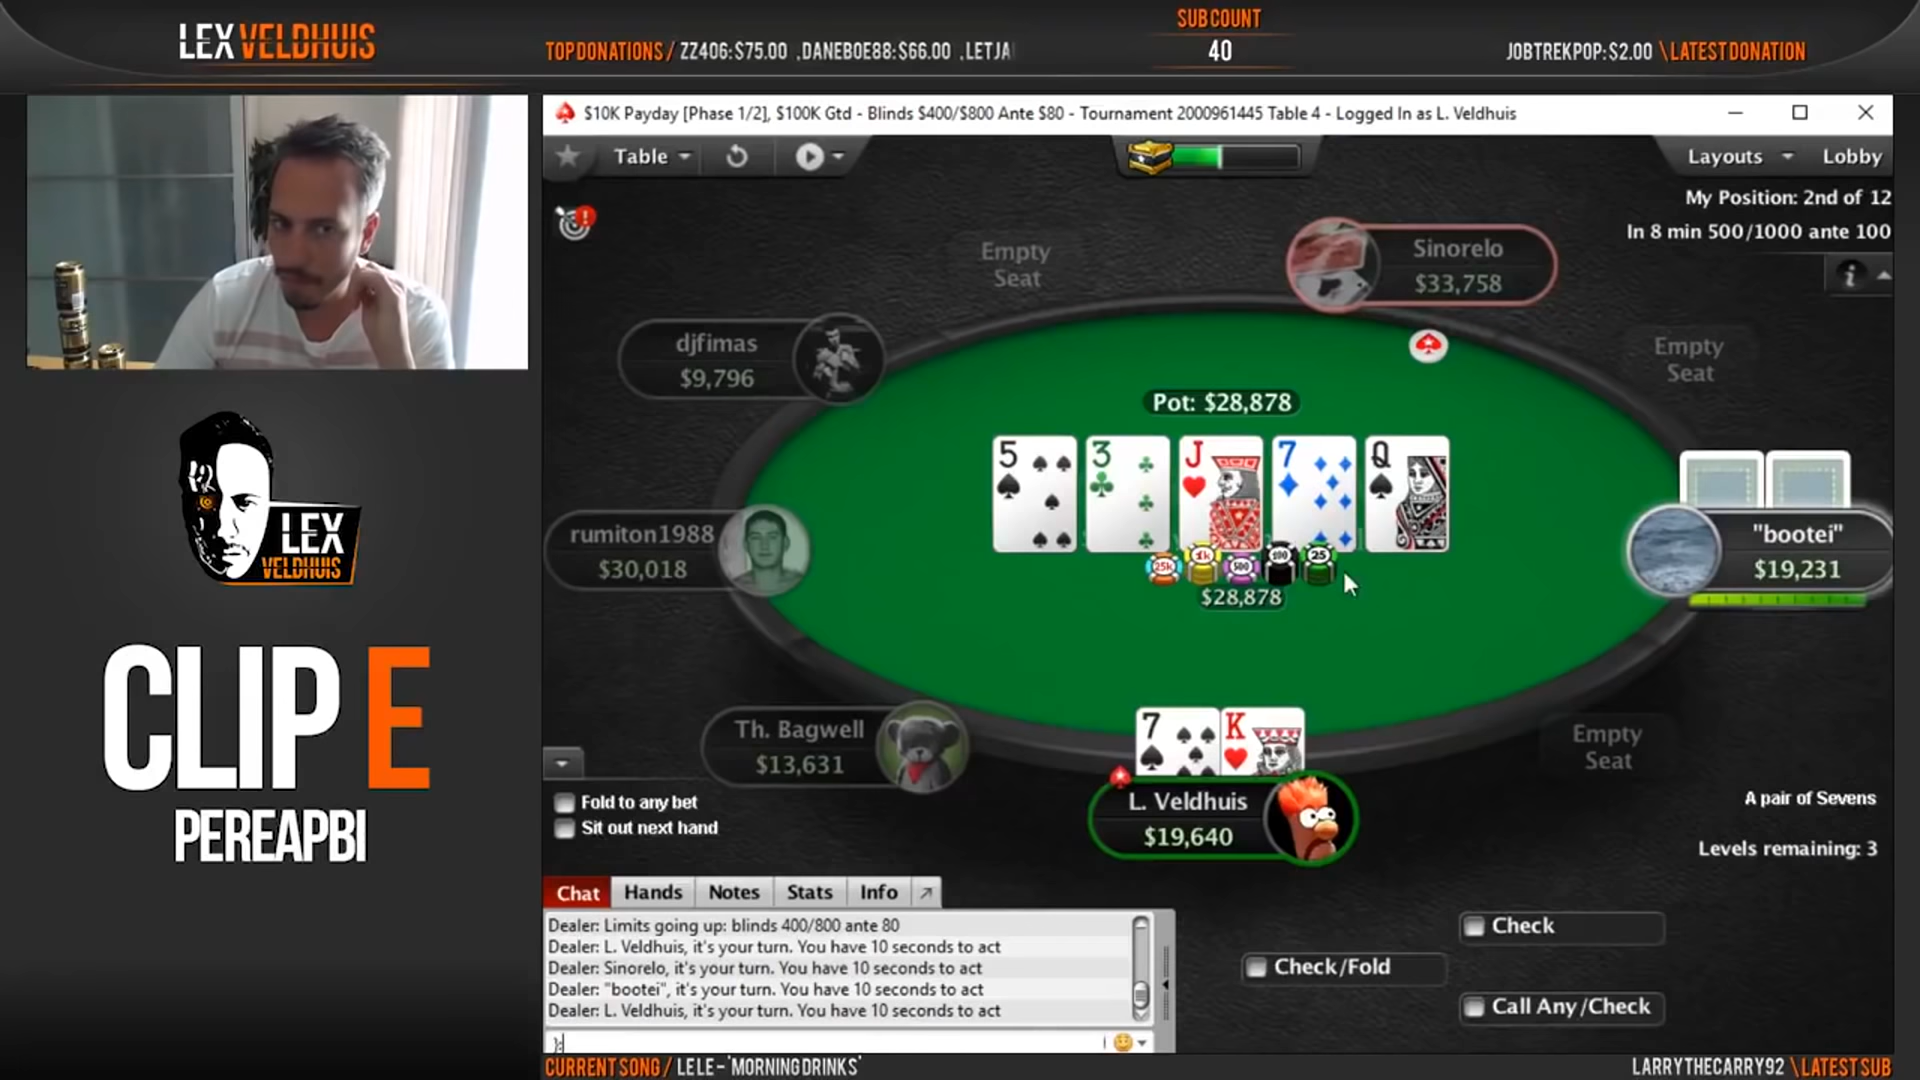 LEX VELDHUIS
TOP DONATIONS / ZZ406: $75.00 , DANEBOE88: $66.00 , LETJA
SUB COUNT
40
JOBTREKPOP: $2.00 \ LATEST DONATION
$10K Payday [Phase 1/2], $100K Gtd - Blinds $400/$800 Ante $80 - Tournament 2000961445 Table 4 - Logged In as L. Veldhuis
Table
Layouts
Lobby
My Position: 2nd of 12
In 8 min 500/1000 ante 100
Empty
Seat
Sinorelo
$33,758
djfimas
$9,796
Empty
Seat
Pot: $28,878
5
3
J
7
Q
rumiton1988
$30,018
"bootei"
$19,231
25k
1k
500
100
25
$28,878
LEX
VELDHUIS
CLIP E
PEREAPBI
Th. Bagwell
$13,631
7
K
L. Veldhuis
$19,640
Empty
Seat
A pair of Sevens
Levels remaining: 3
Fold to any bet
Sit out next hand
Chat
Hands
Notes
Stats
Info
Dealer: Limits going up: blinds 400/800 ante 80
Dealer: L. Veldhuis, it's your turn. You have 10 seconds to act
Dealer: Sinorelo, it's your turn. You have 10 seconds to act
Dealer: "bootei", it's your turn. You have 10 seconds to act
Dealer: L. Veldhuis, it's your turn. You have 10 seconds to act
Check
Check/Fold
Call Any/Check
CURRENT SONG / LELE - 'MORNING DRINKS'
LARRYTHECARRY92 \ LATEST SUB